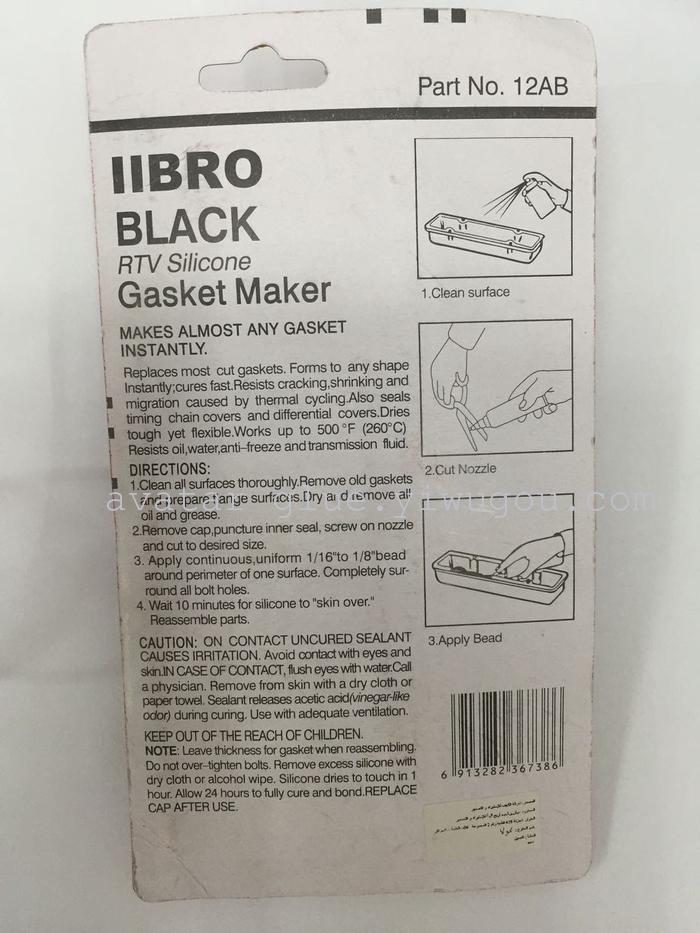 Part No. 12AB
IIBRO
BLACK
RTV Silicone
Gasket Maker
MAKES ALMOST ANY GASKET
INSTANTLY.
Replaces most cut gaskets. Forms to any shape
Instantly;cures fast.Resists cracking,shrinking and
migration caused by thermal cycling.Also seals
timing chain covers and differential covers.Dries
tough yet flexible.Works up to 500°F (260°C)
Resists oil,water,anti-freeze and transmission fluid.
DIRECTIONS:
1.Clean all surfaces thoroughly.Remove old gaskets
and prepare flange surfaces.Dry and remove all
oil and grease.
2.Remove cap,puncture inner seal, screw on nozzle
and cut to desired size.
3. Apply continuous,uniform 1/16"to 1/8"bead
around perimeter of one surface. Completely sur-
round all bolt holes.
4. Wait 10 minutes for silicone to "skin over."
Reassemble parts.
CAUTION: ON CONTACT UNCURED SEALANT
CAUSES IRRITATION. Avoid contact with eyes and
skin.IN CASE OF CONTACT, flush eyes with water.Call
a physician. Remove from skin with a dry cloth or
paper towel. Sealant releases acetic acid(vinegar-like
odor) during curing. Use with adequate ventilation.
KEEP OUT OF THE REACH OF CHILDREN.
NOTE: Leave thickness for gasket when reassembling.
Do not over-tighten bolts. Remove excess silicone with
dry cloth or alcohol wipe. Silicone dries to touch in 1
hour. Allow 24 hours to fully cure and bond.REPLACE
CAP AFTER USE.
1.Clean surface
2.Cut Nozzle
3.Apply Bead
6 913282 367386
avatar-glue.yiwugou.com